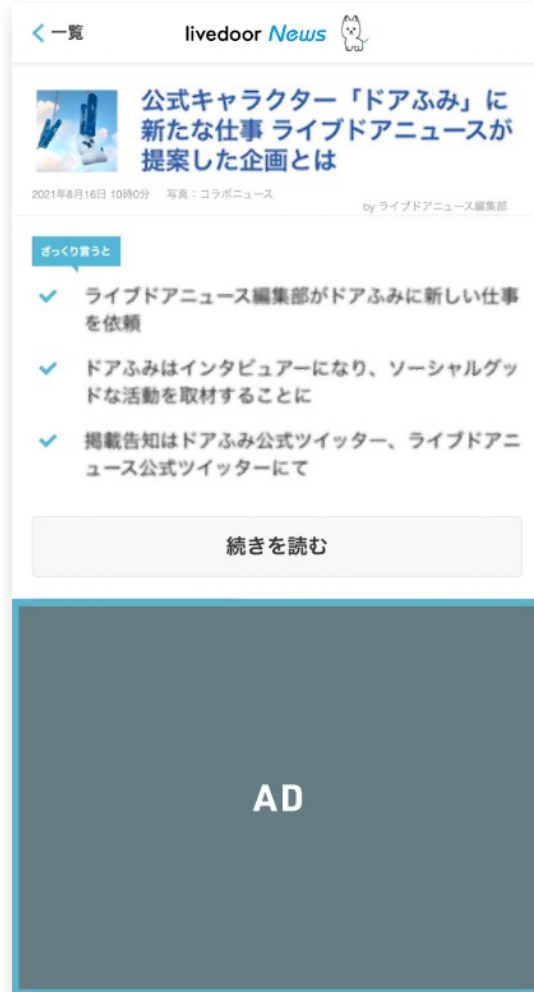 一覧
livedoor News
公式キャラクター「ドアふみ」に
新たな仕事 ライブドアニュースが
提案した企画とは
2021年8月16日 10時0分 写真：コラボニュース
by ライブドアニュース編集部
ざっくり言うと
ライブドアニュース編集部がドアふみに新しい仕事
を依頼
ドアふみはインタビュアーになり、ソーシャルグッ
ドな活動を取材することに
掲載告知はドアふみ公式ツイッター、ライブドアニ
ュース公式ツイッターにて
続きを読む
AD